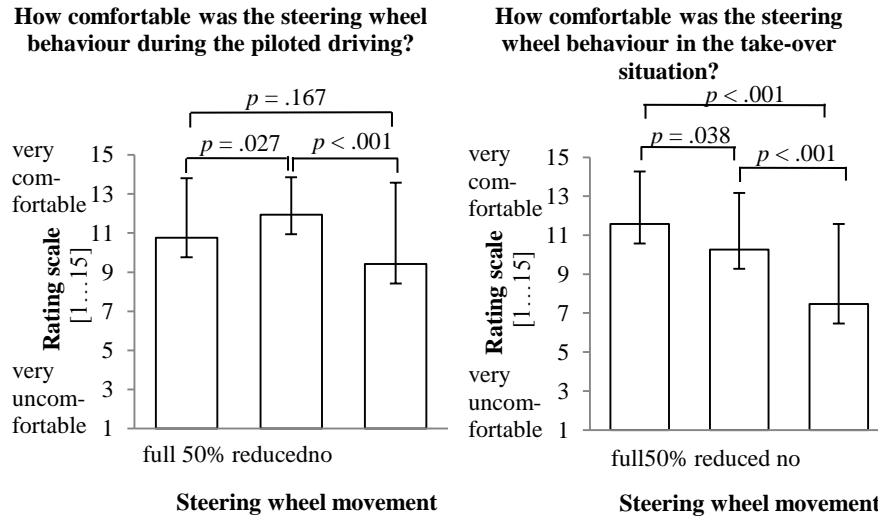 How comfortable was the steering wheel
behaviour during the piloted driving?
p = .167
p = .027
p < .001
very
com-
fortable
very
uncom-
fortable
Rating scale
[1…15]
15
13
11
9
7
5
3
1
full 50% reducedno
Steering wheel movement
How comfortable was the steering
wheel behaviour in the take-over
situation?
p < .001
p = .038
p < .001
very
com-
fortable
very
uncom-
fortable
Rating scale
[1…15]
15
13
11
9
7
5
3
1
full50% reduced no
Steering wheel movement